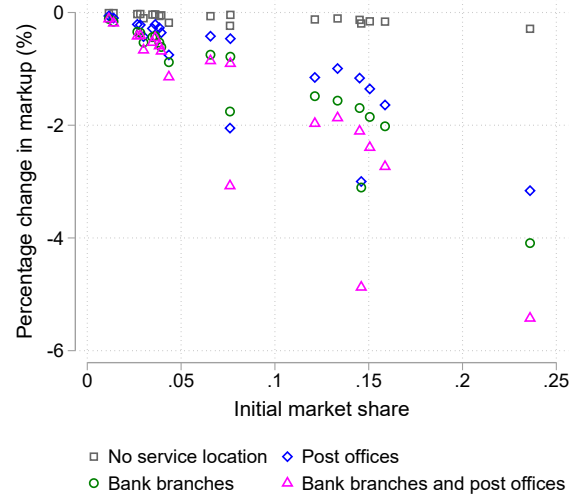 Percentage change in markup (%)
0
-2
-4
-6
0
.05
.1
.15
.2
.25
Initial market share
No service location
Post offices
Bank branches
Bank branches and post offices